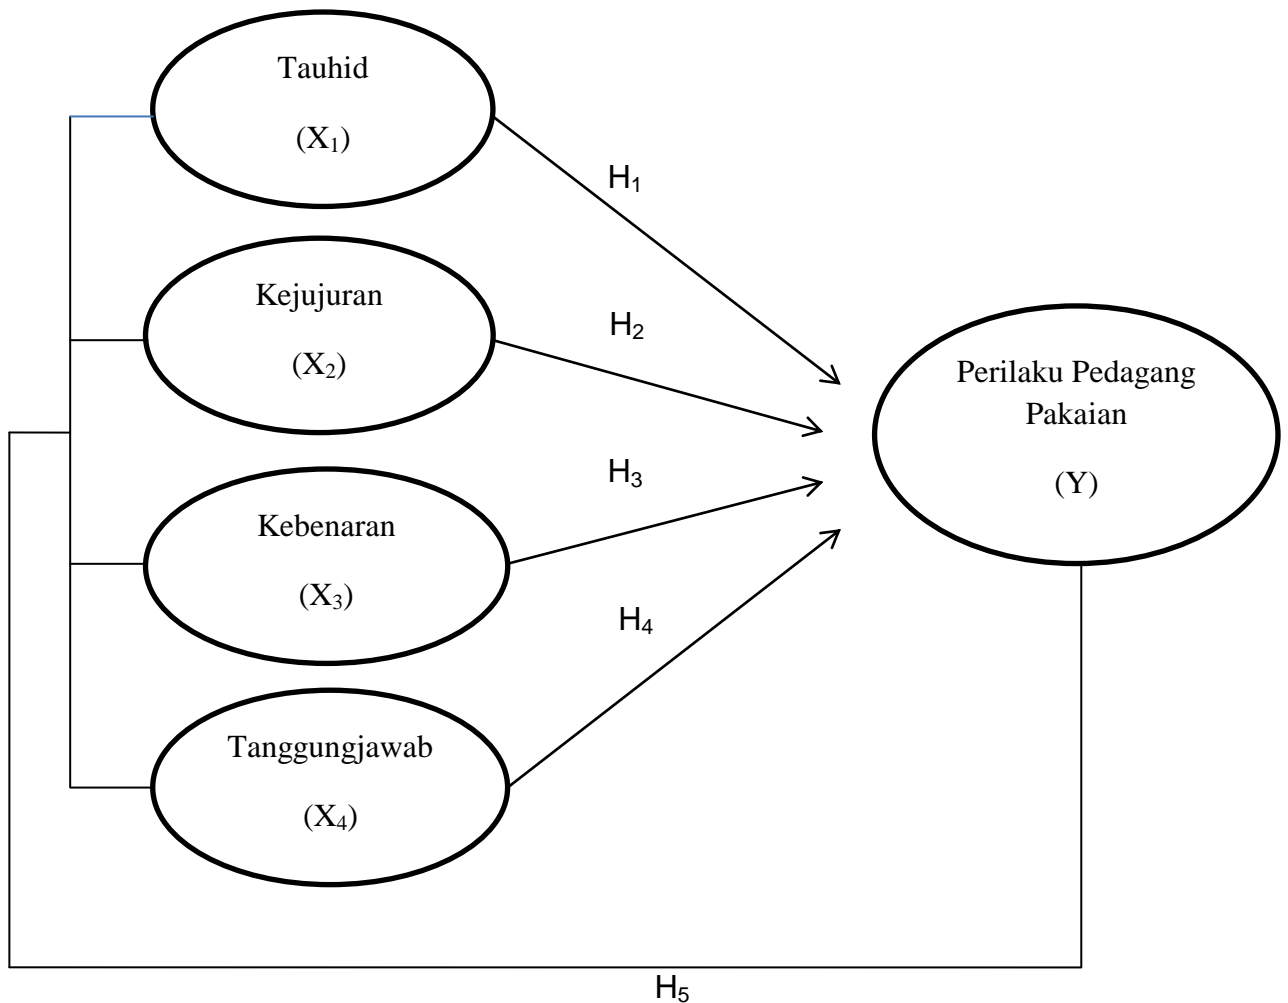 Tauhid
(X₁)
H₁
Kejujuran
(X₂)
H₂
Perilaku Pedagang
Pakaian
(Y)
H₃
Kebenaran
(X₃)
H₄
Tanggungjawab
(X₄)
H₅